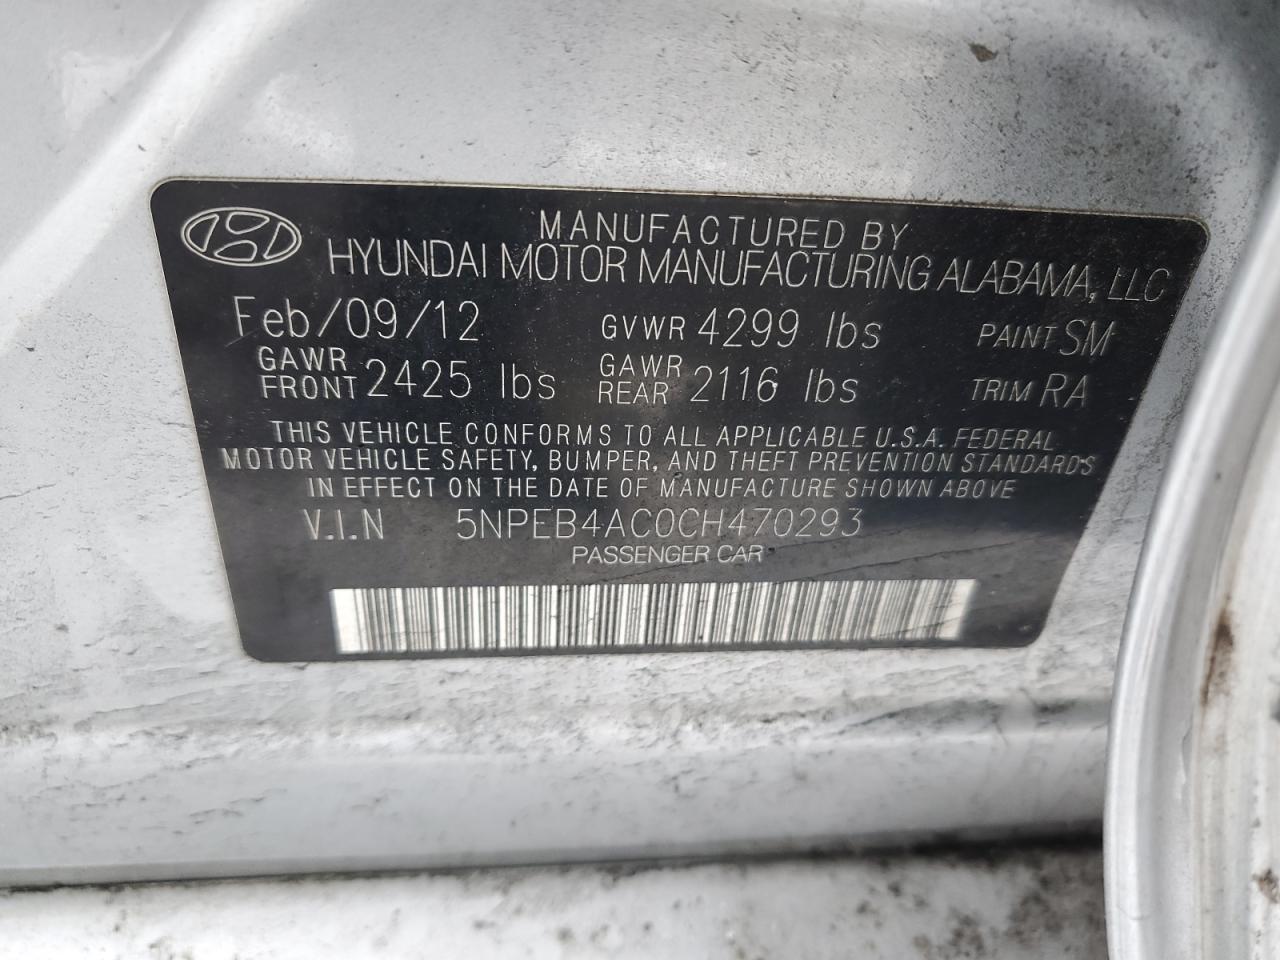 MANUFACTURED BY
HYUNDAI MOTOR MANUFACTURING ALABAMA, LLC
Feb/09/12 GVWR 4299 lbs PAINT SM
GAWR FRONT 2425 lbs GAWR REAR 2116 lbs TRIM RA
THIS VEHICLE CONFORMS TO ALL APPLICABLE U.S.A. FEDERAL
MOTOR VEHICLE SAFETY, BUMPER, AND THEFT PREVENTION STANDARDS
IN EFFECT ON THE DATE OF MANUFACTURE SHOWN ABOVE
V.I.N 5NPEB4AC0CH470293
PASSENGER CAR